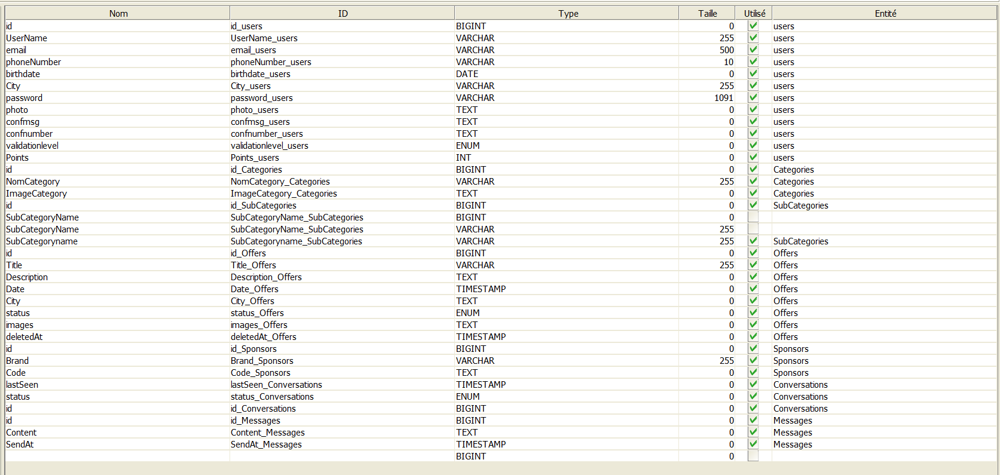 Nom ID Type Taille Utilisé Entité
id id_users BIGINT 0 users
UserName UserName_users VARCHAR 255 users
email email_users VARCHAR 500 users
phoneNumber phoneNumber_users VARCHAR 10 users
birthdate birthdate_users DATE 0 users
City City_users VARCHAR 255 users
password password_users VARCHAR 1091 users
photo photo_users TEXT 0 users
confmsg confmsg_users TEXT 0 users
confnumber confnumber_users TEXT 0 users
validationlevel validationlevel_users ENUM 0 users
Points Points_users INT 0 users
id id_Categories BIGINT 0 Categories
NomCategory NomCategory_Categories VARCHAR 255 Categories
ImageCategory ImageCategory_Categories TEXT 0 Categories
id id_SubCategories BIGINT 0 SubCategories
SubCategoryName SubCategoryName_SubCategories BIGINT 0
SubCategoryName SubCategoryName_SubCategories VARCHAR 255
SubCategoryname SubCategoryname_SubCategories VARCHAR 255 SubCategories
id id_Offers BIGINT 0 Offers
Title Title_Offers VARCHAR 255 Offers
Description Description_Offers TEXT 0 Offers
Date Date_Offers TIMESTAMP 0 Offers
City City_Offers TEXT 0 Offers
status status_Offers ENUM 0 Offers
images images_Offers TEXT 0 Offers
deletedAt deletedAt_Offers TIMESTAMP 0 Offers
id id_Sponsors BIGINT 0 Sponsors
Brand Brand_Sponsors VARCHAR 255 Sponsors
Code Code_Sponsors TEXT 0 Sponsors
lastSeen lastSeen_Conversations TIMESTAMP 0 Conversations
status status_Conversations ENUM 0 Conversations
id id_Conversations BIGINT 0 Conversations
id id_Messages BIGINT 0 Messages
Content Content_Messages TEXT 0 Messages
SendAt SendAt_Messages TIMESTAMP 0 Messages
BIGINT 0